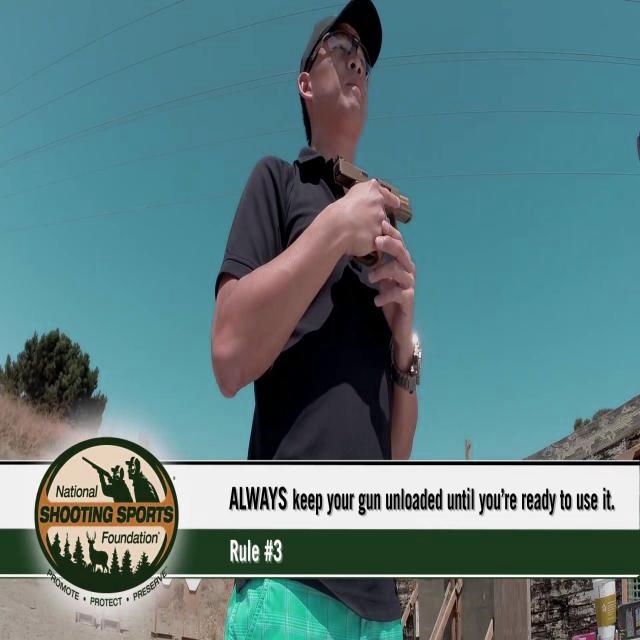 ALWAYS keep your gun unloaded until you're ready to use it.
Rule #3
National
SHOOTING SPORTS
Foundation
PROMOTE • PROTECT • PRESERVE